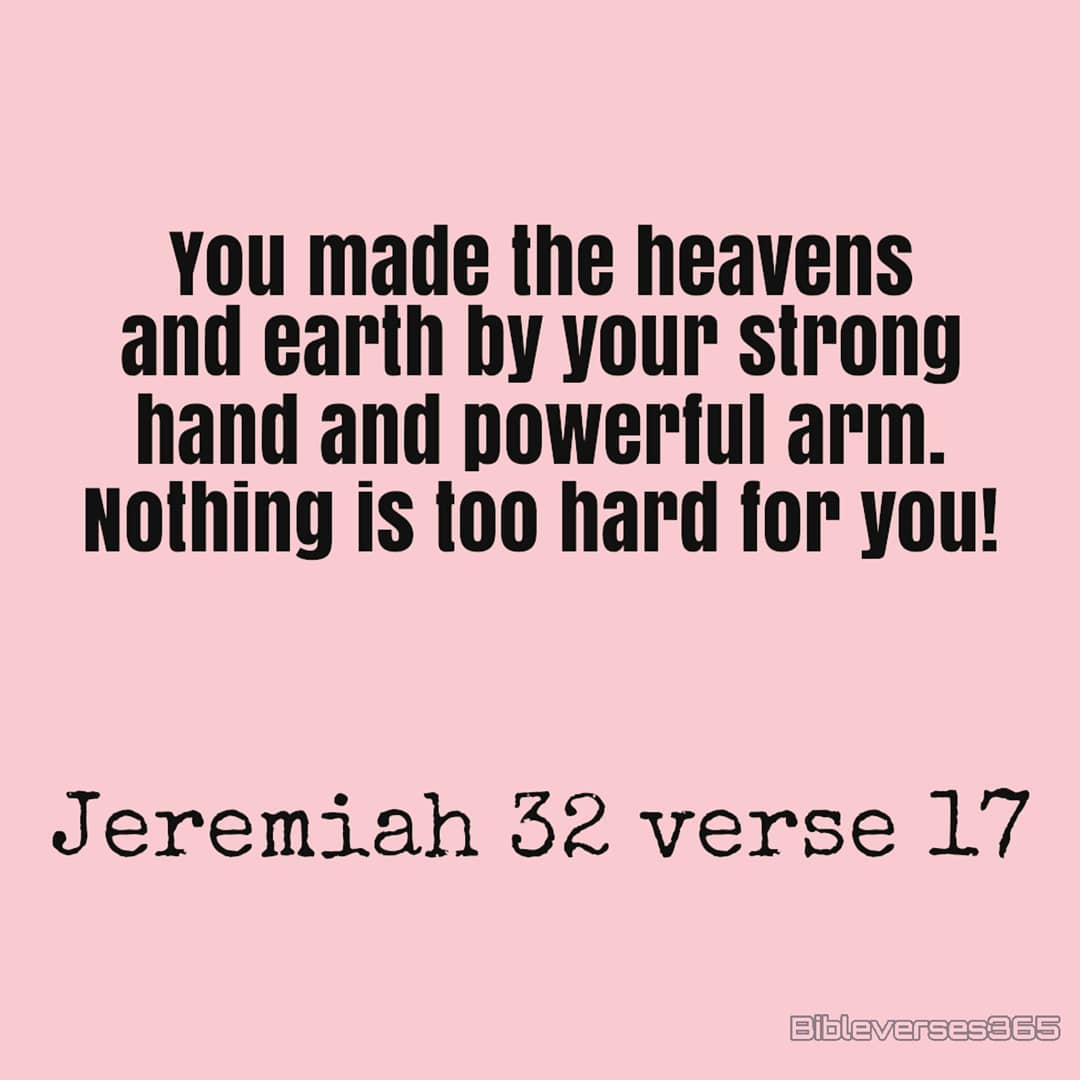 You made the heavens
and earth by your strong
hand and powerful arm.
Nothing is too hard for you!
Jeremiah 32 verse 17
Bibleverses365